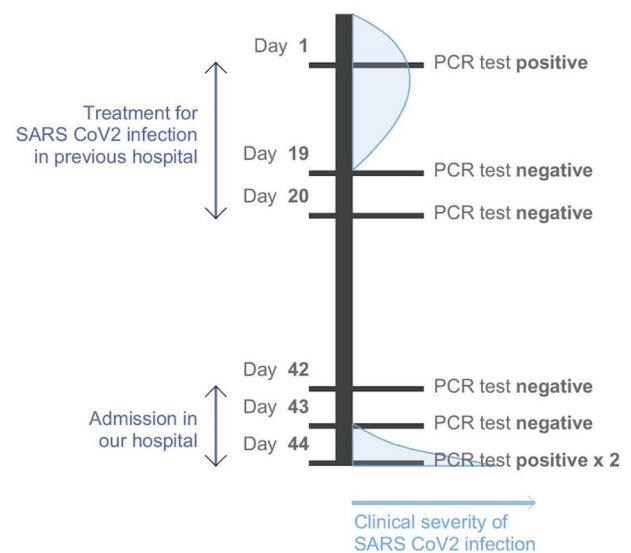 Day 1
PCR test positive
Treatment for
SARS CoV2 infection
in previous hospital
Day 19
PCR test negative
Day 20
PCR test negative
Day 42
PCR test negative
Day 43
PCR test negative
Admission in
our hospital
Day 44
PCR test positive x 2
Clinical severity of
SARS CoV2 infection